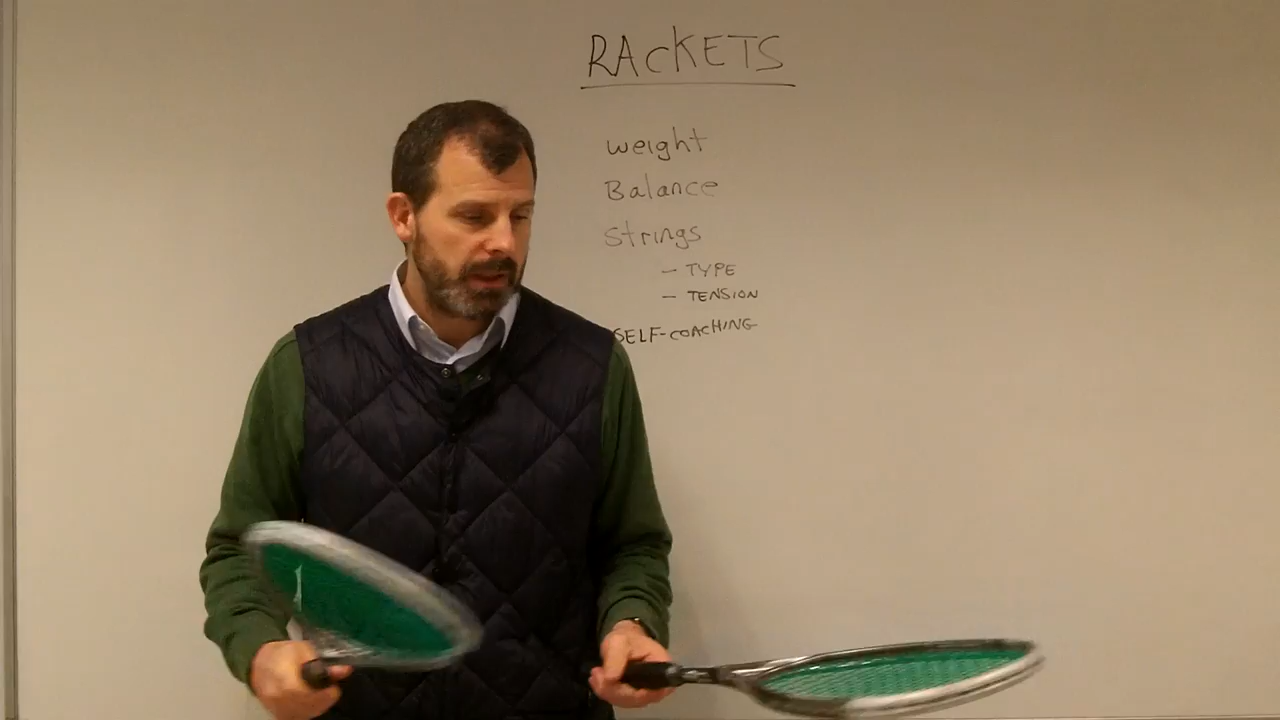 RACKETS
weight
Balance
Strings
- TYPE
- TENSION
SELF-COACHING